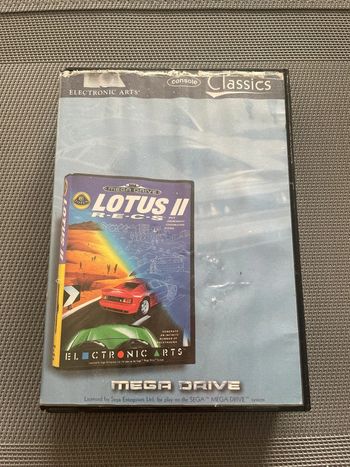 ELECTRONIC ARTS®
console
Classics
MEGA DRIVE
LOTUS II
R•E•C•S
ELECTRONIC ARTS®
MEGA DRIVE
Licensed by Sega Enterprises Ltd. for play on the SEGA™ MEGA DRIVE™ system.